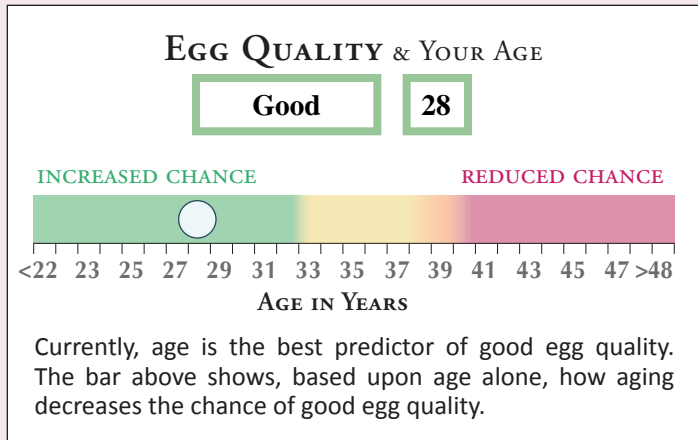 EGG QUALITY & YOUR AGE
Good 28
INCREASED CHANCE REDUCED CHANCE
<22 23 25 27 29 31 33 35 37 39 41 43 45 47 >48
AGE IN YEARS
Currently, age is the best predictor of good egg quality.
The bar above shows, based upon age alone, how aging
decreases the chance of good egg quality.